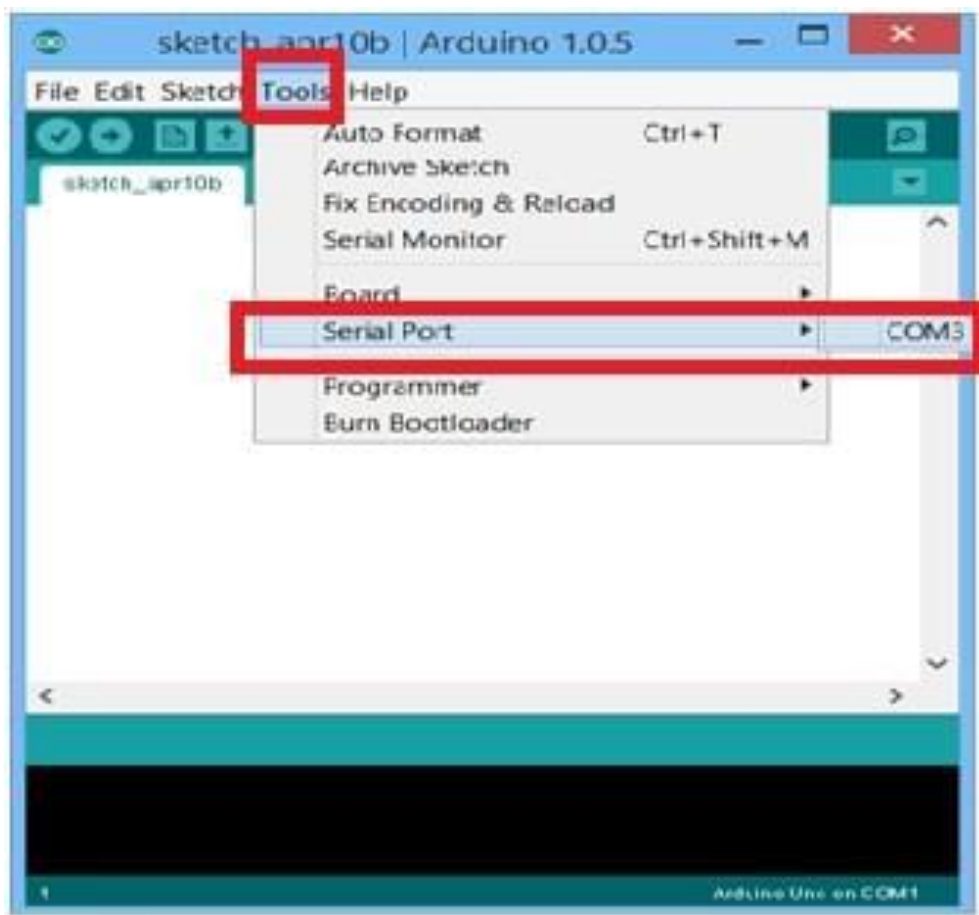 sketch_apr10b | Arduino 1.0.5
File Edit Sketch Tools Help
sketch_apr10b
Auto Format Ctrl+T
Archive Sketch
Fix Encoding & Reload
Serial Monitor Ctrl+Shift+M
Board
Serial Port COM3
Programmer
Burn Bootloader
1 Arduino Uno on COM1